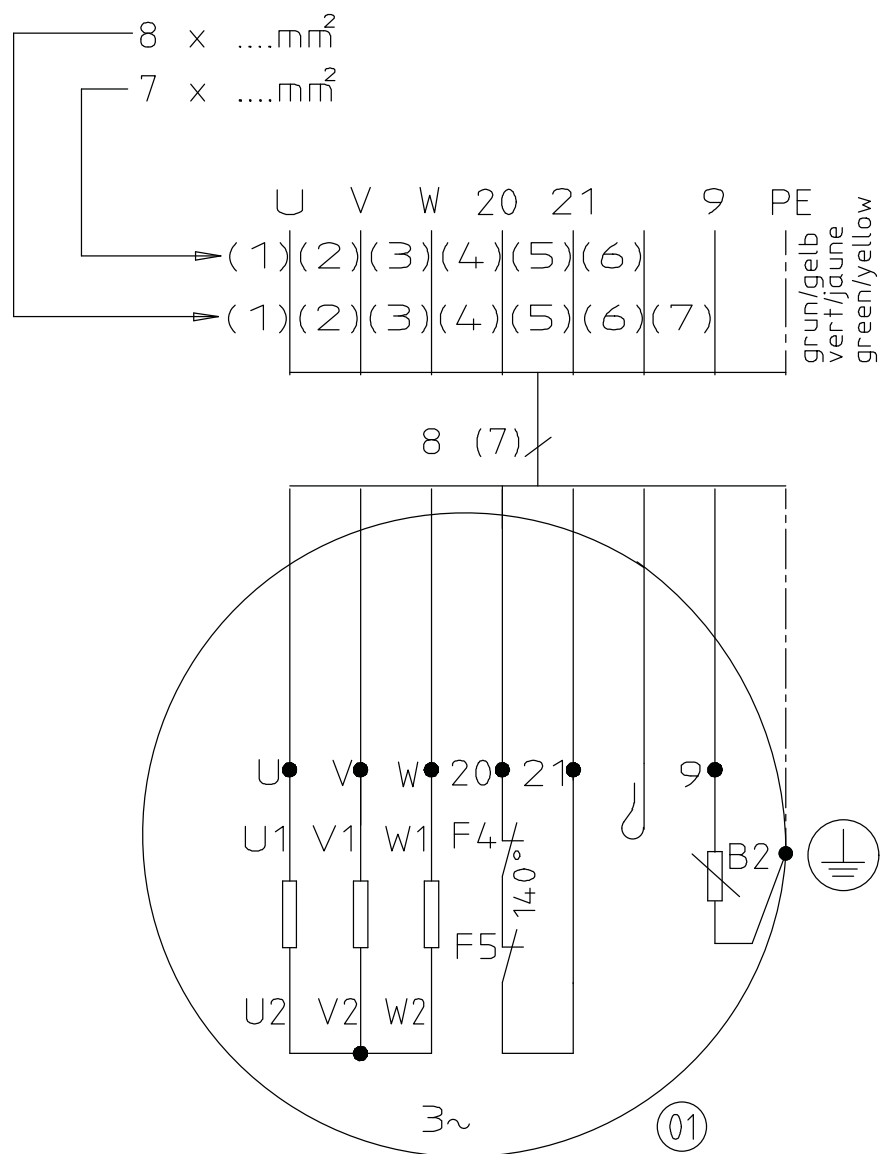 8 x ....mm²
7 x ....mm²
U V W 20 21 9 PE
(1)(2)(3)(4)(5)(6)
(1)(2)(3)(4)(5)(6)(7)
grun/gelb
vert/jaune
green/yellow
8 (7)
U V W 20 21 9
U1 V1 W1 F4 B2
140°
F5
U2 V2 W2
3~
01